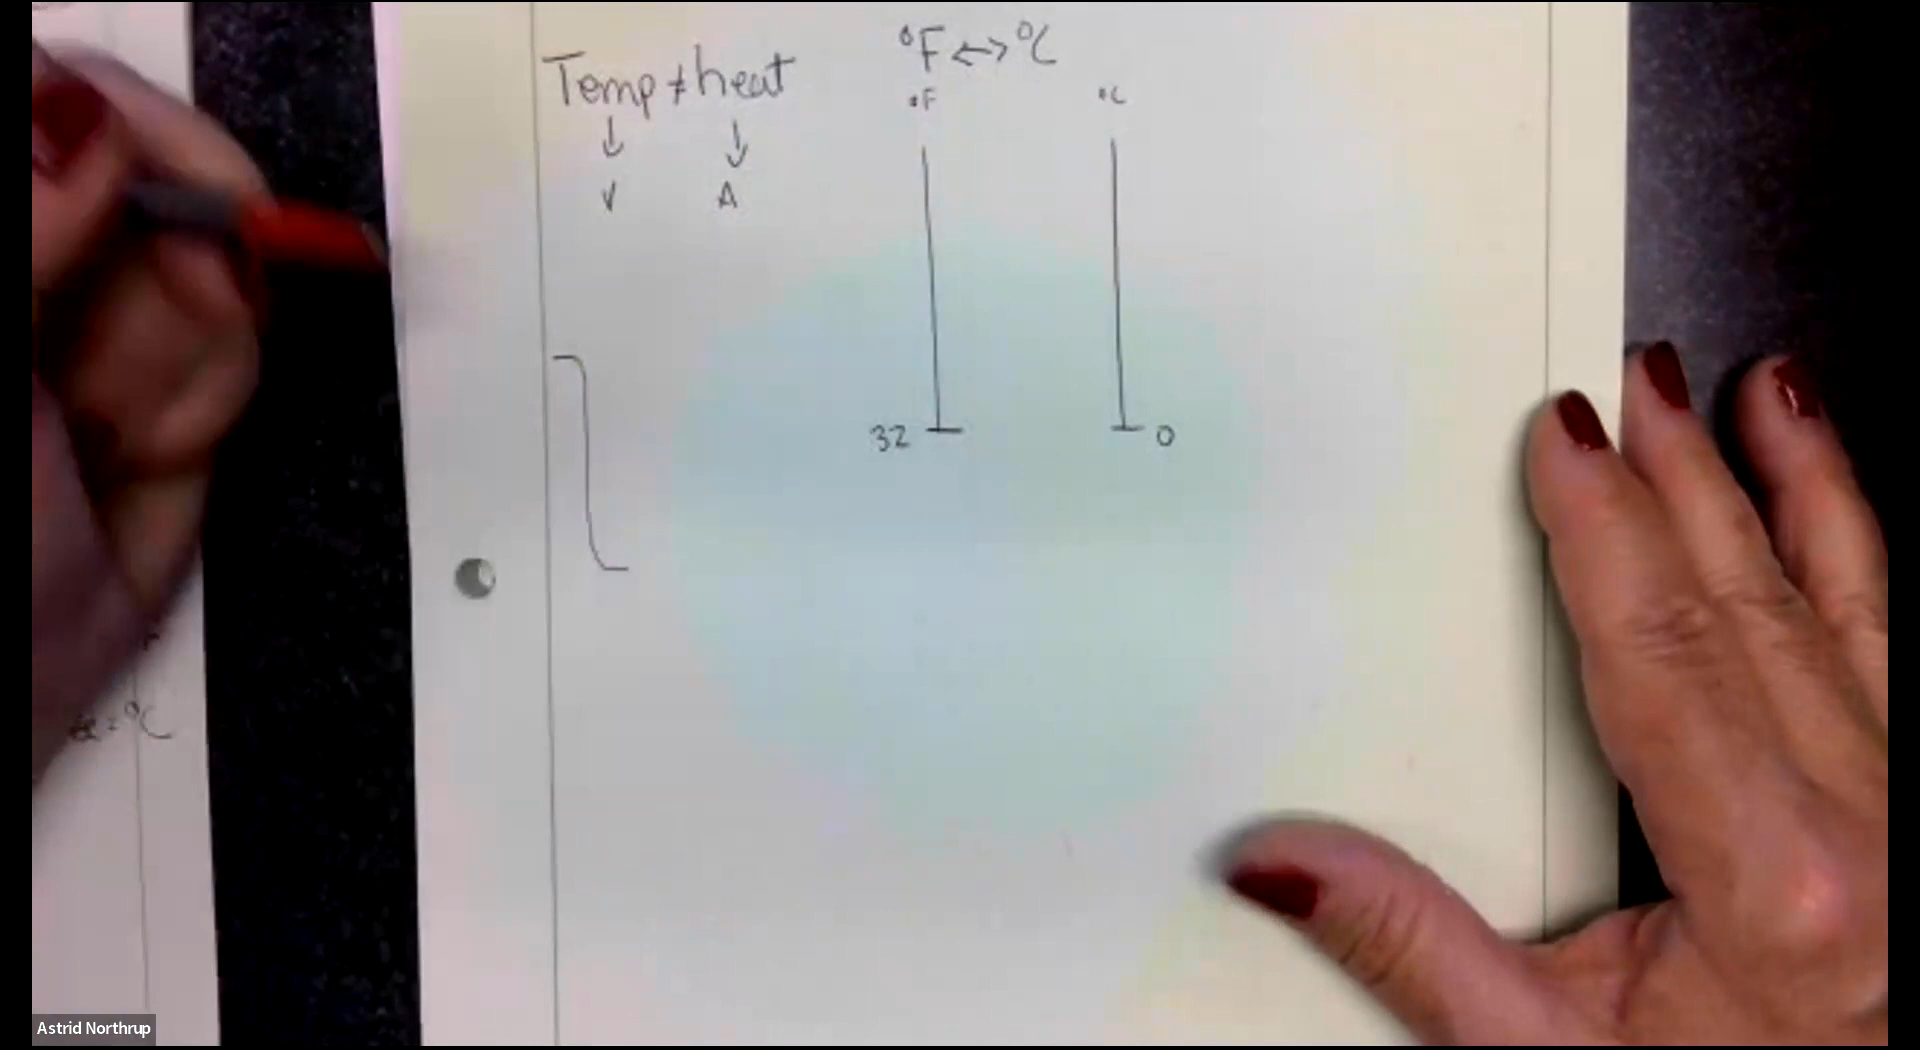 °F ↔ °C
Temp ≠ heat
°F °C
↓ ↓
V A
32 0
= °C
Astrid Northrup